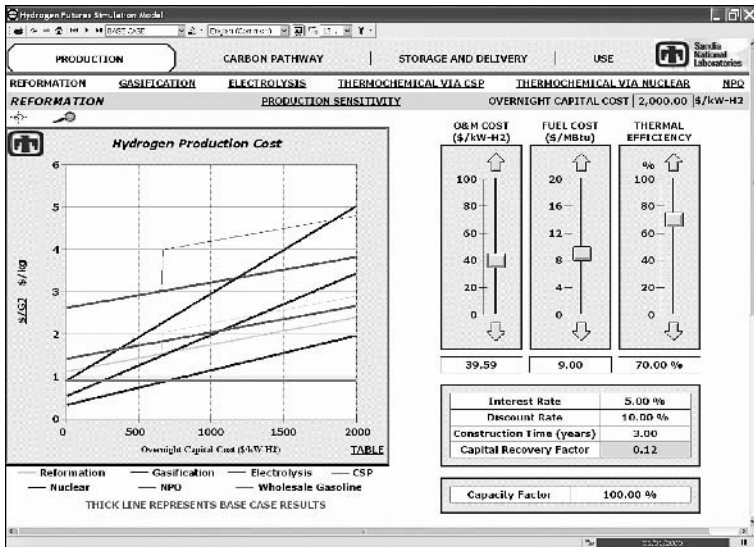 Hydrogen Futures Simulation Model
BASE CASE
PRODUCTION CARBON PATHWAY STORAGE AND DELIVERY USE
Sandia
National
Laboratories
REFORMATION GASIFICATION ELECTROLYSIS THERMOCHEMICAL VIA CSP THERMOCHEMICAL VIA NUCLEAR NPO
REFORMATION PRODUCTION SENSITIVITY OVERNIGHT CAPITAL COST 2,000.00 $/kW-H2
Hydrogen Production Cost
6
5
4
3
2
1
0
$/kg
0 500 1000 1500 2000
Overnight Capital Cost ($/kW H2)
TABLE
Reformation Gasification Electrolysis CSP
Nuclear NPO Wholesale Gasoline
THICK LINE REPRESENTS BASE CASE RESULTS
O&M COST
($/kW-H2)
100
80
60
40
20
0
39.59
FUEL COST
($/MBtu)
20
16
12
8
4
0
9.00
THERMAL
EFFICIENCY
%
100
80
60
40
20
0
70.00 %
Interest Rate 5.00 %
Discount Rate 10.00 %
Construction Time (years) 3.00
Capital Recovery Factor 0.12
Capacity Factor 100.00 %